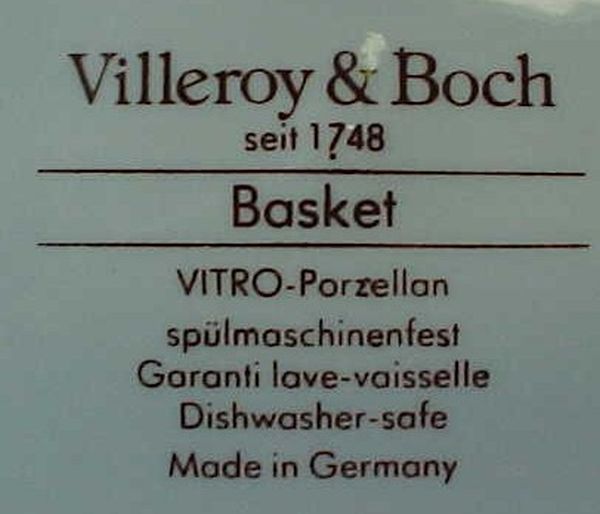 Villeroy & Boch
seit 1748
Basket
VITRO-Porzellan
spülmaschinenfest
Garanti lave-vaisselle
Dishwasher-safe
Made in Germany